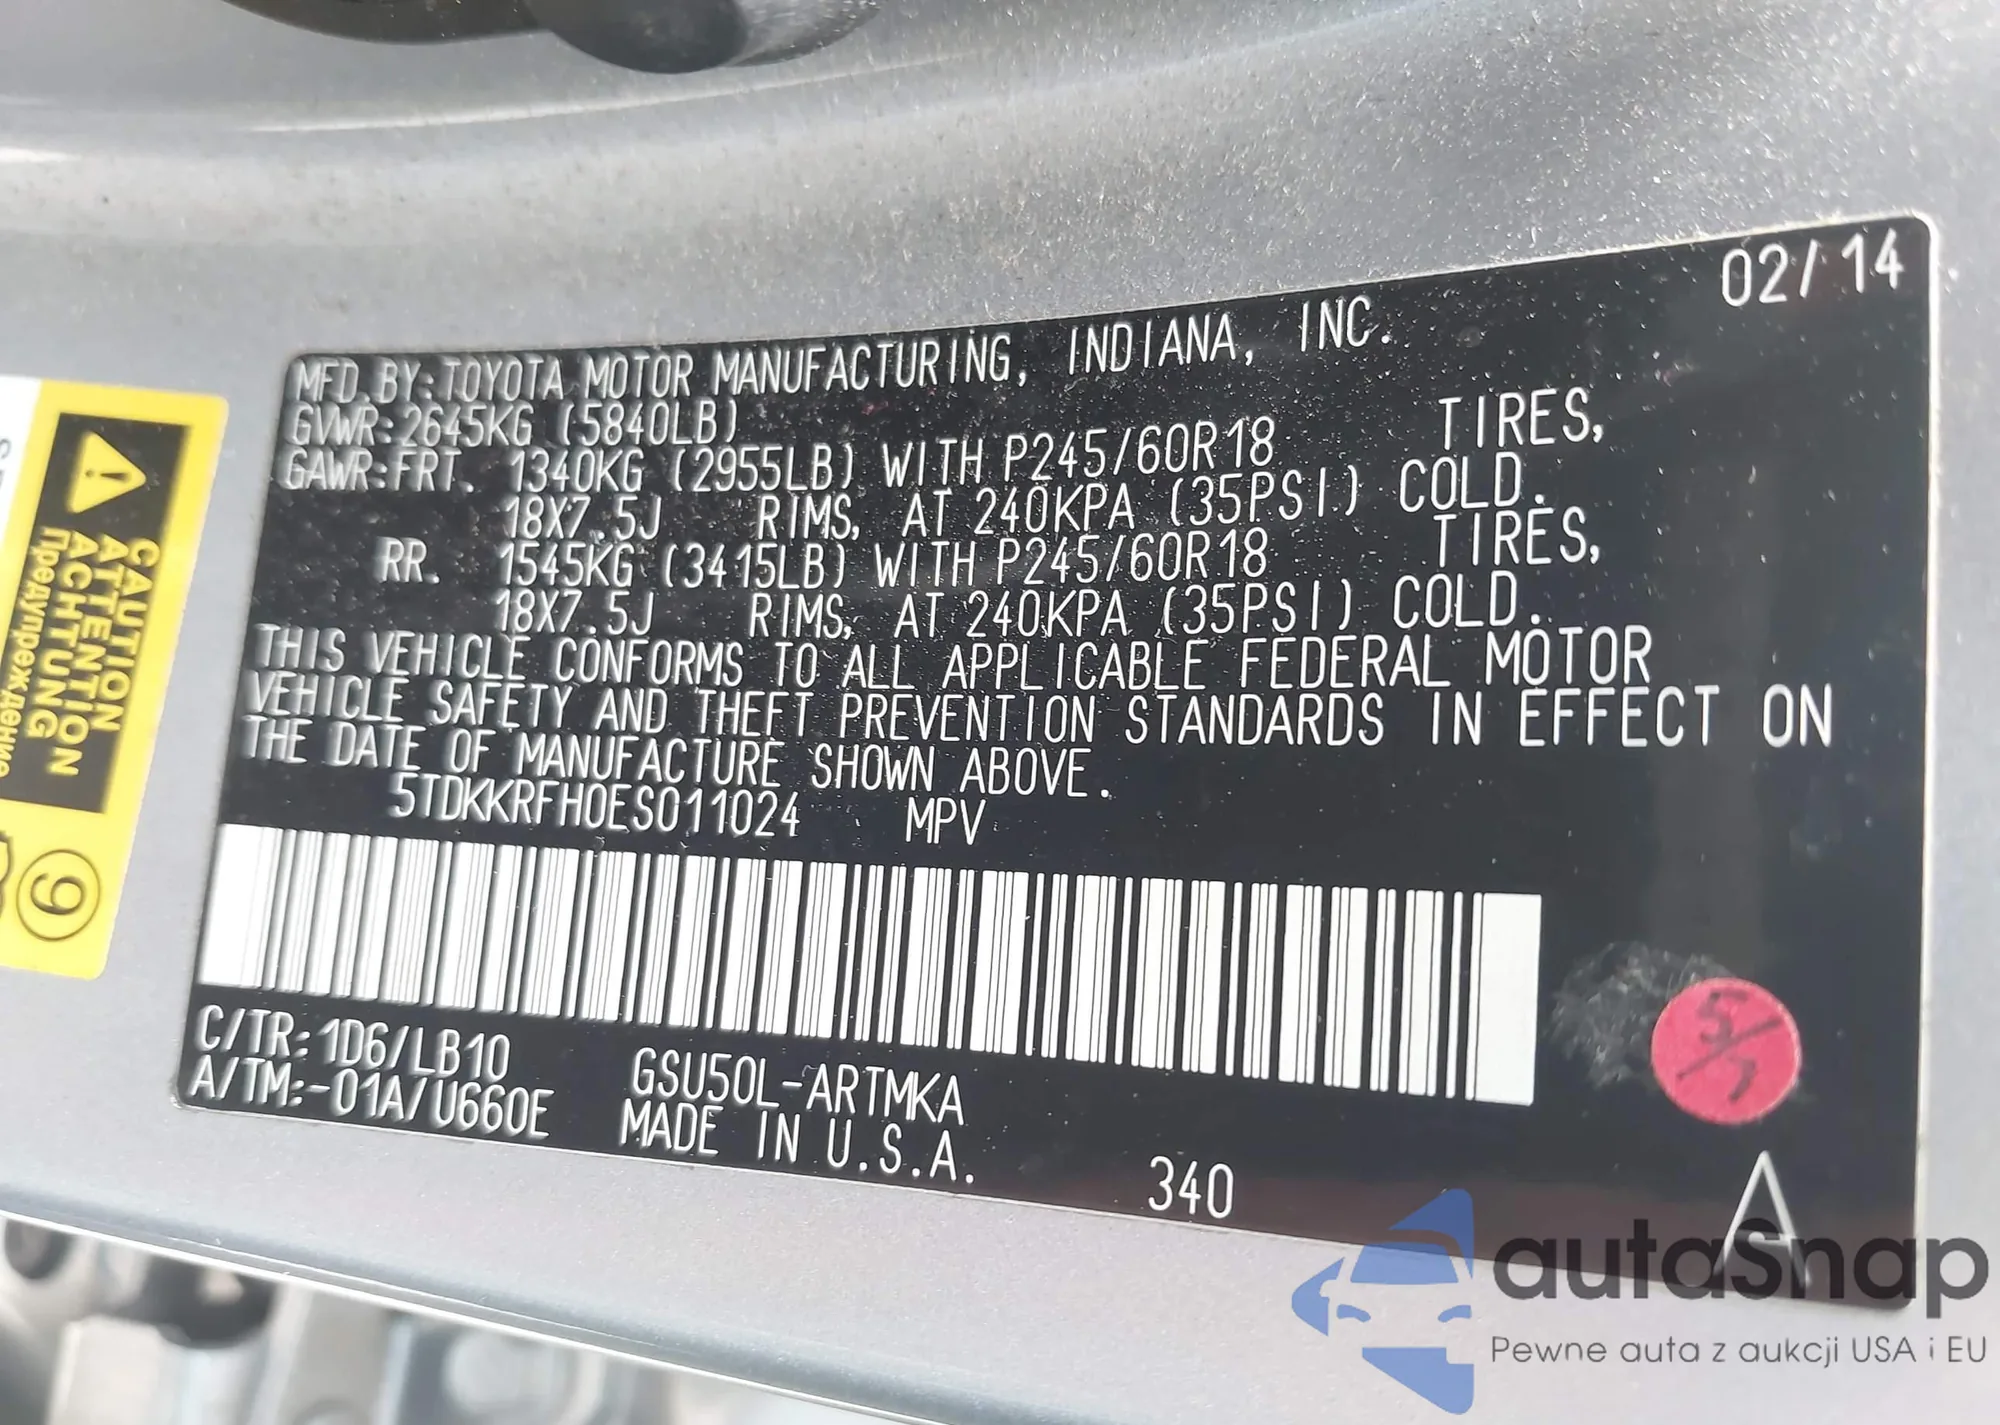 02/14
MFD.BY:TOYOTA MOTOR MANUFACTURING, INDIANA, INC.
GVWR:2645KG (5840LB)
GAWR:FRT. 1340KG (2955LB) WITH P245/60R18 TIRES,
18X7.5J RIMS, AT 240KPA (35PSI) COLD.
RR. 1545KG (3415LB) WITH P245/60R18 TIRES,
18X7.5J RIMS, AT 240KPA (35PSI) COLD.
THIS VEHICLE CONFORMS TO ALL APPLICABLE FEDERAL MOTOR
VEHICLE SAFETY AND THEFT PREVENTION STANDARDS IN EFFECT ON
THE DATE OF MANUFACTURE SHOWN ABOVE.
5TDKKRFH0ES011024 MPV
C/TR:1D6/LB10 GSU50L-ARTMKA
A/TM:-01A/U660E MADE IN U.S.A.
340
A
5/7
CAUTION
ATTENTION
ACHTUNG
Предупреждение
9
autaSnap
Pewne auta z aukcji USA i EU